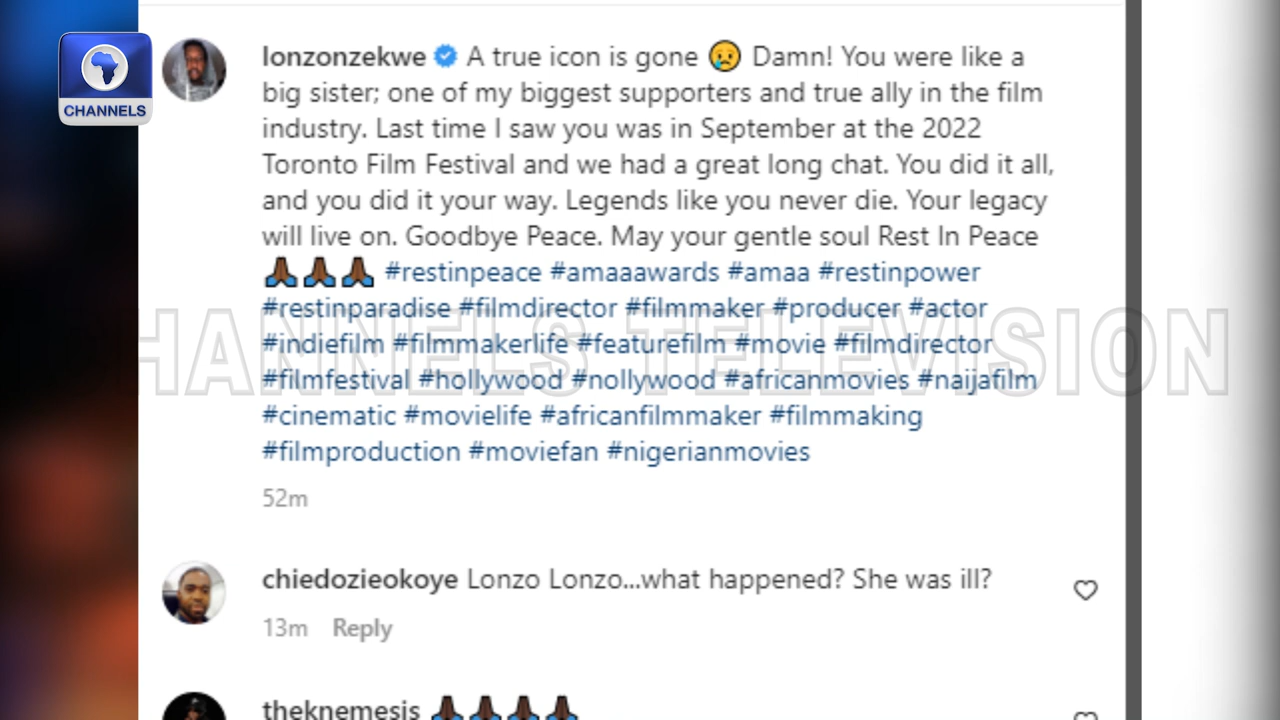 CHANNELS
lonzonzekwe A true icon is gone 😢 Damn! You were like a
big sister; one of my biggest supporters and true ally in the film
industry. Last time I saw you was in September at the 2022
Toronto Film Festival and we had a great long chat. You did it all,
and you did it your way. Legends like you never die. Your legacy
will live on. Goodbye Peace. May your gentle soul Rest In Peace
🙏🏿🙏🏿🙏🏿 #restinpeace #amaaawards #amaa #restinpower
#restinparadise #filmdirector #filmmaker #producer #actor
#indiefilm #filmmakerlife #featurefilm #movie #filmdirector
#filmfestival #hollywood #nollywood #africanmovies #naijafilm
#cinematic #movielife #africanfilmmaker #filmmaking
#filmproduction #moviefan #nigerianmovies
52m
chiedozieokoye Lonzo Lonzo...what happened? She was ill?
13m Reply
theknemesis 🙏🏿🙏🏿🙏🏿🙏🏿
HANNELS TELEVISION